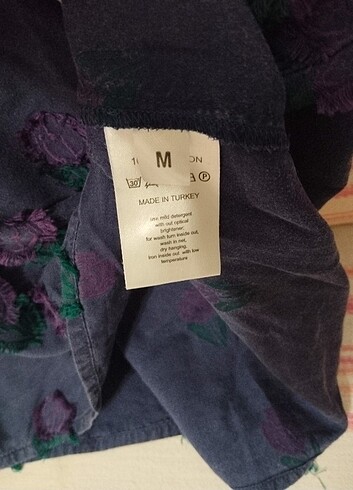 M
30 P
MADE IN TURKEY
use mild detergent
with out optical
brightener,
for wash turn inside out,
wash in net,
dry hanging,
iron inside out with low
temperature